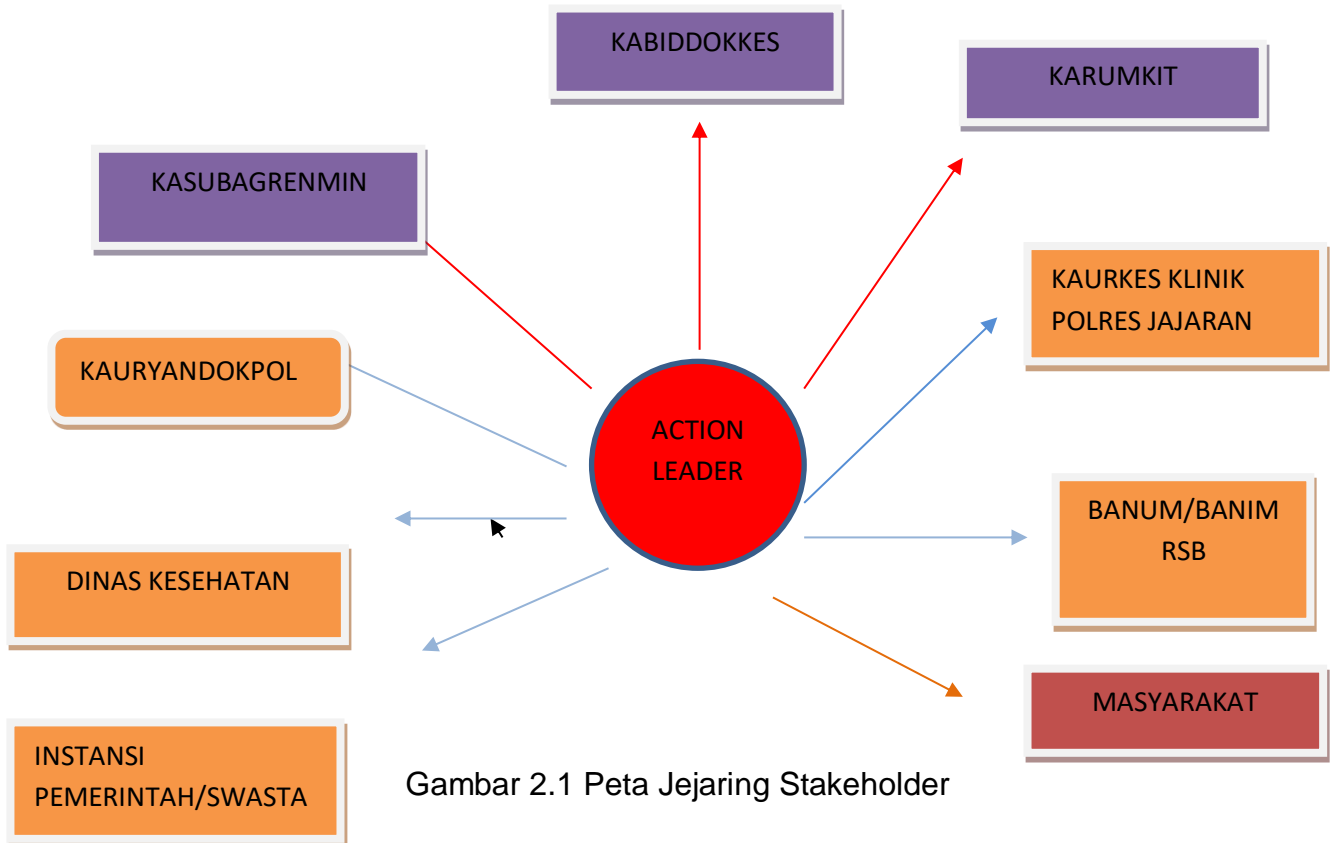 KABIDDOKKES
KARUMKIT
KASUBAGRENMIN
KAURKES KLINIK
POLRES JAJARAN
KAURYANDOKPOL
ACTION
LEADER
BANUM/BANIM
RSB
DINAS KESEHATAN
MASYARAKAT
INSTANSI
PEMERINTAH/SWASTA
Gambar 2.1 Peta Jejaring Stakeholder